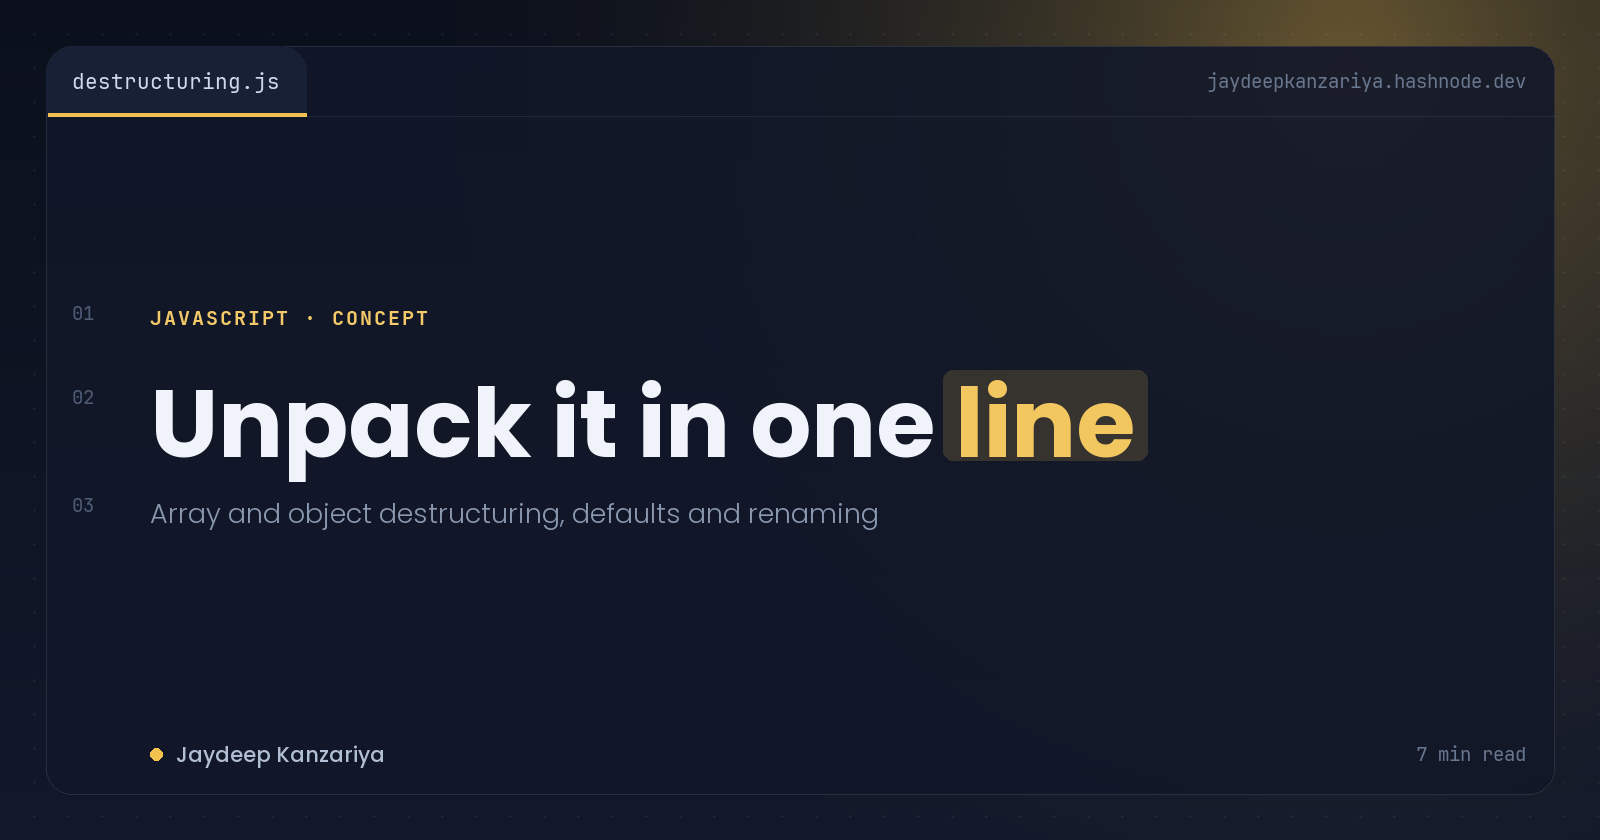 destructuring.js
jaydeepkanzariya.hashnode.dev
01
JAVASCRIPT · CONCEPT
02
Unpack it in one line
03
Array and object destructuring, defaults and renaming
Jaydeep Kanzariya
7 min read